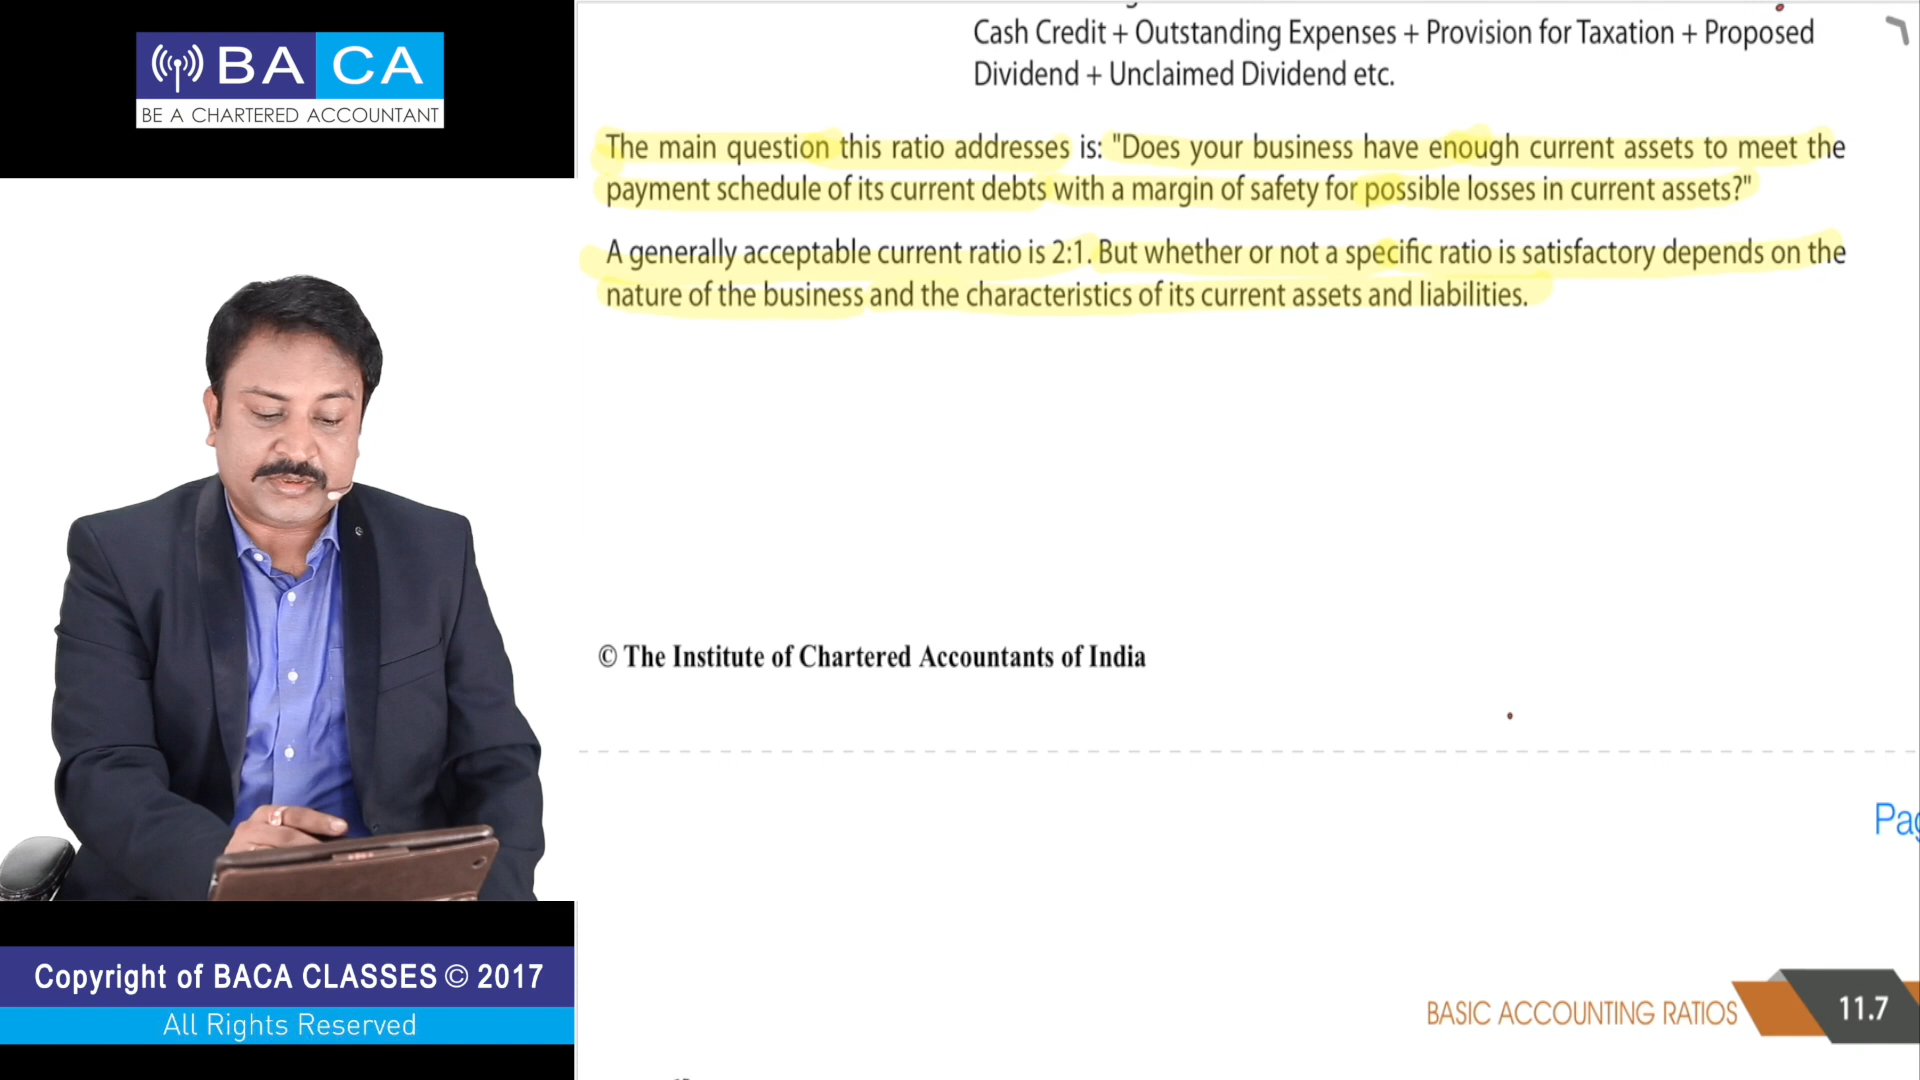 BA CA
BE A CHARTERED ACCOUNTANT
Cash Credit + Outstanding Expenses + Provision for Taxation + Proposed
Dividend + Unclaimed Dividend etc.
The main question this ratio addresses is: "Does your business have enough current assets to meet the
payment schedule of its current debts with a margin of safety for possible losses in current assets?"
A generally acceptable current ratio is 2:1. But whether or not a specific ratio is satisfactory depends on the
nature of the business and the characteristics of its current assets and liabilities.
© The Institute of Chartered Accountants of India
Copyright of BACA CLASSES © 2017
All Rights Reserved
BASIC ACCOUNTING RATIOS 11.7